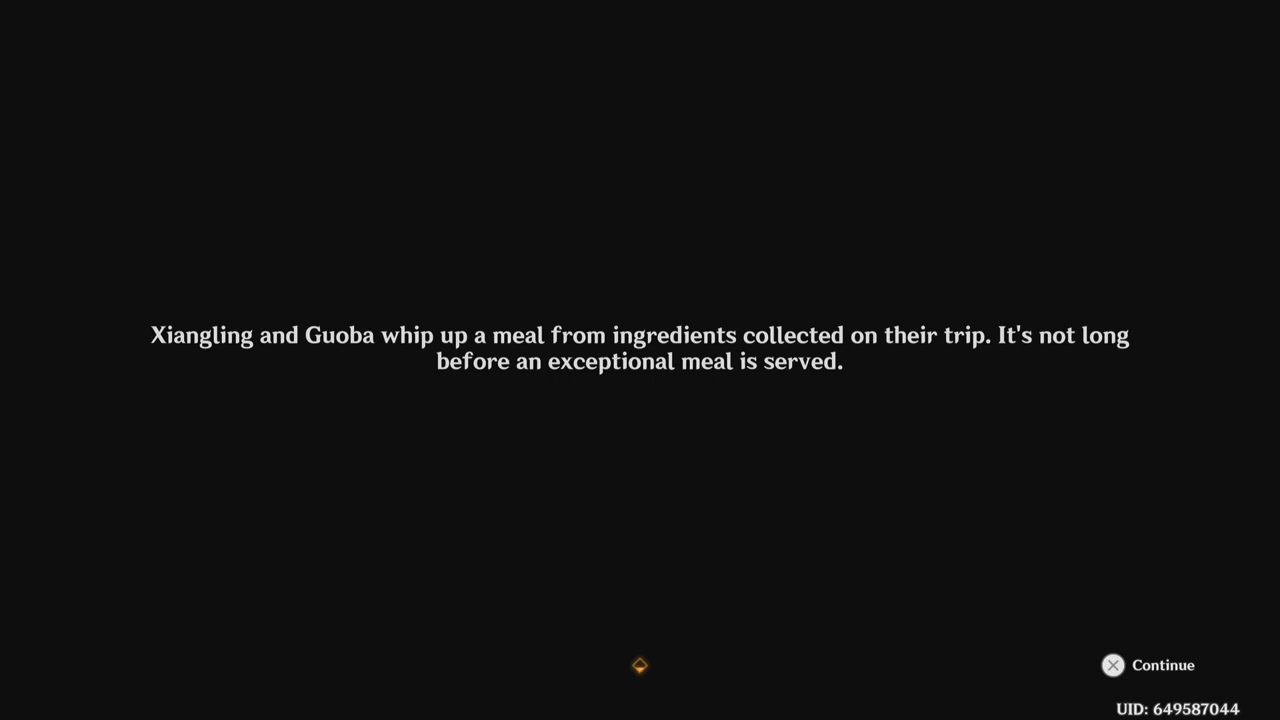 Xiangling and Guoba whip up a meal from ingredients collected on their trip. It's not long
before an exceptional meal is served.
Continue
UID: 649587044